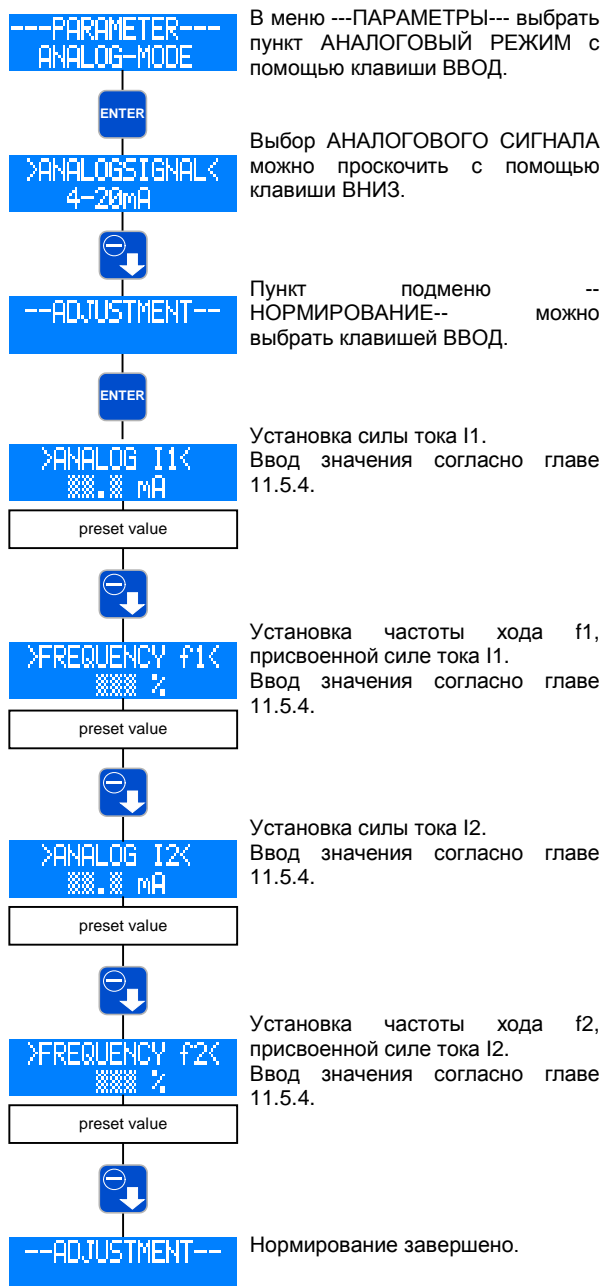 ---PARAMETER---
ANALOG-MODE
В меню ---ПАРАМЕТРЫ--- выбрать
пункт АНАЛОГОВЫЙ РЕЖИМ с
помощью клавиши ВВОД.
ENTER
>ANALOGSIGNAL<
4-20mA
Выбор АНАЛОГОВОГО СИГНАЛА
можно проскочить с помощью
клавиши ВНИЗ.
--ADJUSTMENT--
Пункт подменю --
НОРМИРОВАНИЕ-- можно
выбрать клавишей ВВОД.
ENTER
>ANALOG I1<
▒▒.▒ mA
preset value
Установка силы тока I1.
Ввод значения согласно главе
11.5.4.
>FREQUENCY f1<
▒▒▒ %
preset value
Установка частоты хода f1,
присвоенной силе тока I1.
Ввод значения согласно главе
11.5.4.
>ANALOG I2<
▒▒.▒ mA
preset value
Установка силы тока I2.
Ввод значения согласно главе
11.5.4.
>FREQUENCY f2<
▒▒▒ %
preset value
Установка частоты хода f2,
присвоенной силе тока I2.
Ввод значения согласно главе
11.5.4.
--ADJUSTMENT--
Нормирование завершено.